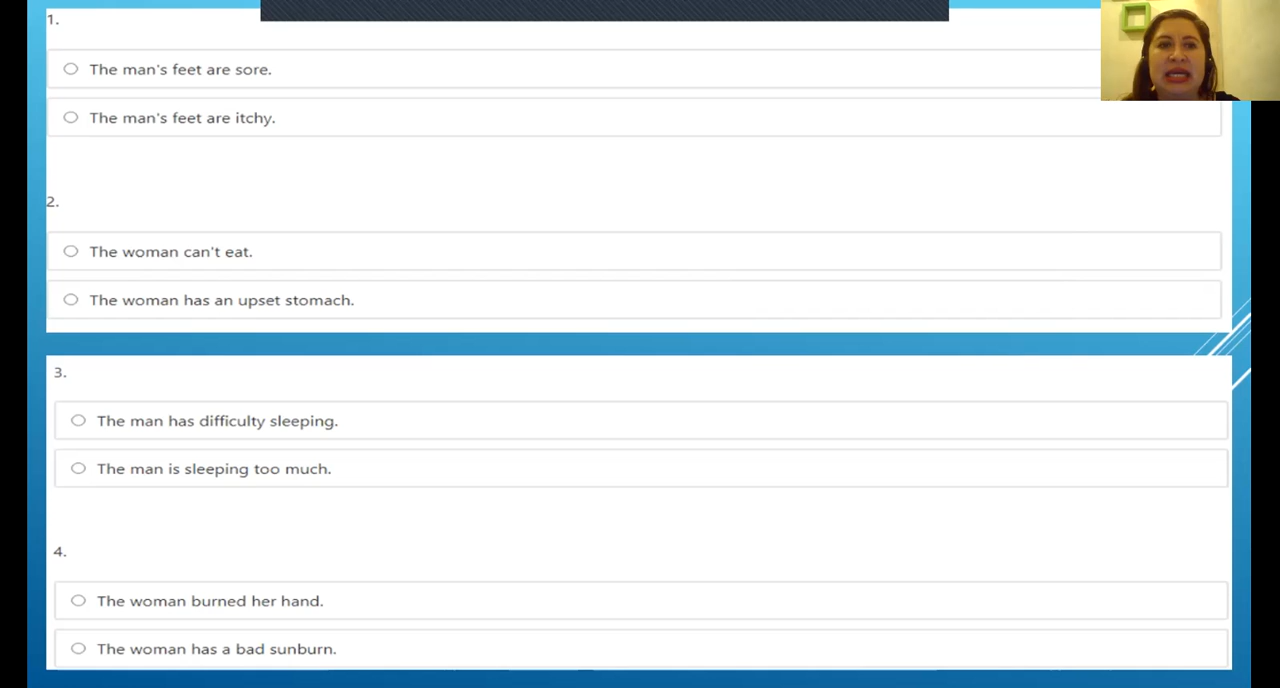 1.
The man's feet are sore.
The man's feet are itchy.
2.
The woman can't eat.
The woman has an upset stomach.
3.
The man has difficulty sleeping.
The man is sleeping too much.
4.
The woman burned her hand.
The woman has a bad sunburn.